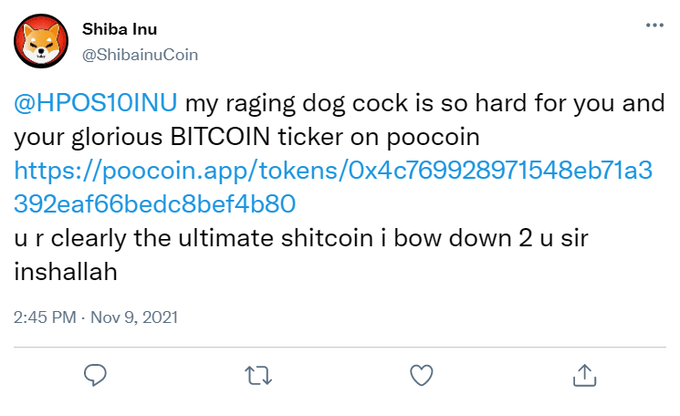 Shiba Inu
@ShibainuCoin
@HPOS10INU my raging dog cock is so hard for you and
your glorious BITCOIN ticker on poocoin
https://poocoin.app/tokens/0x4c769928971548eb71a3
392eaf66bedc8bef4b80
u r clearly the ultimate shitcoin i bow down 2 u sir
inshallah
2:45 PM · Nov 9, 2021